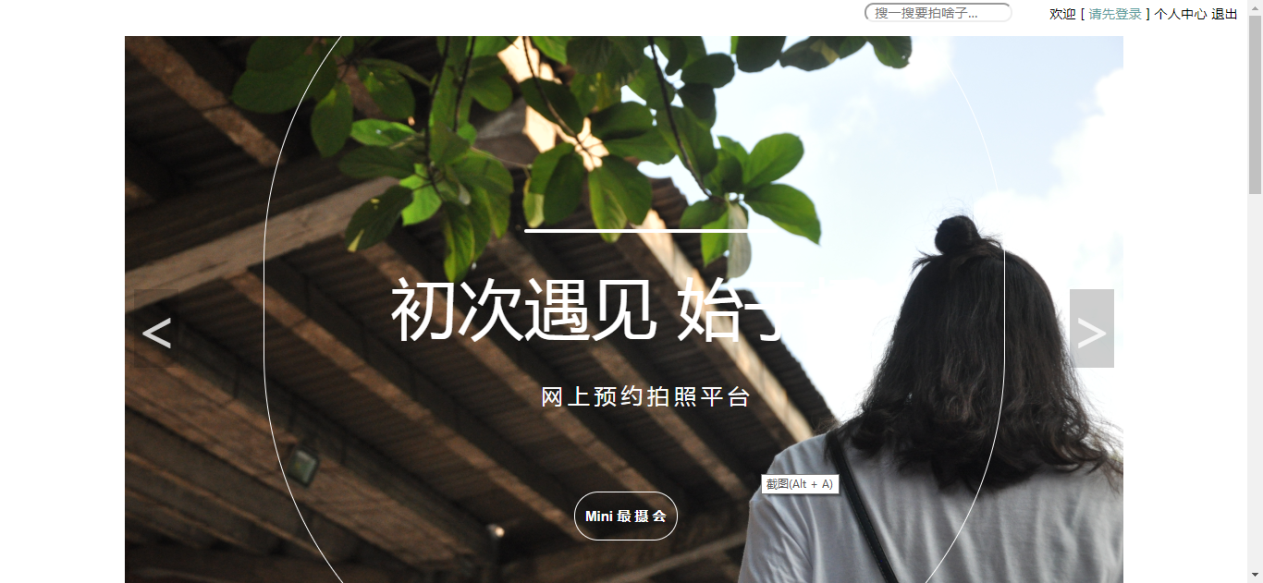 搜一搜要拍啥子...
欢迎 [ 请先登录 ] 个人中心 退出
初次遇见 始于
网上预约拍照平台
< >
截图(Alt + A)
Mini 最 摄 会